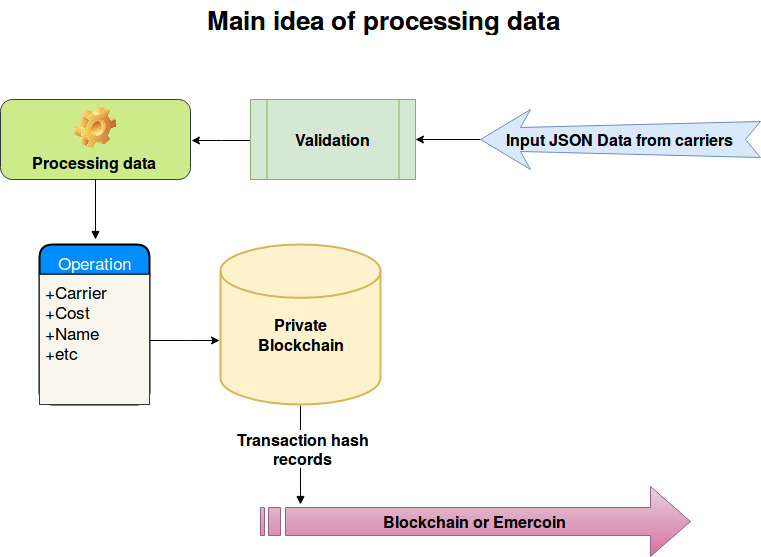 Main idea of processing data
Input JSON Data from carriers
Validation
Processing data
Operation
+Carrier
+Cost
+Name
+etc
Private
Blockchain
Transaction hash
records
Blockchain or Emercoin